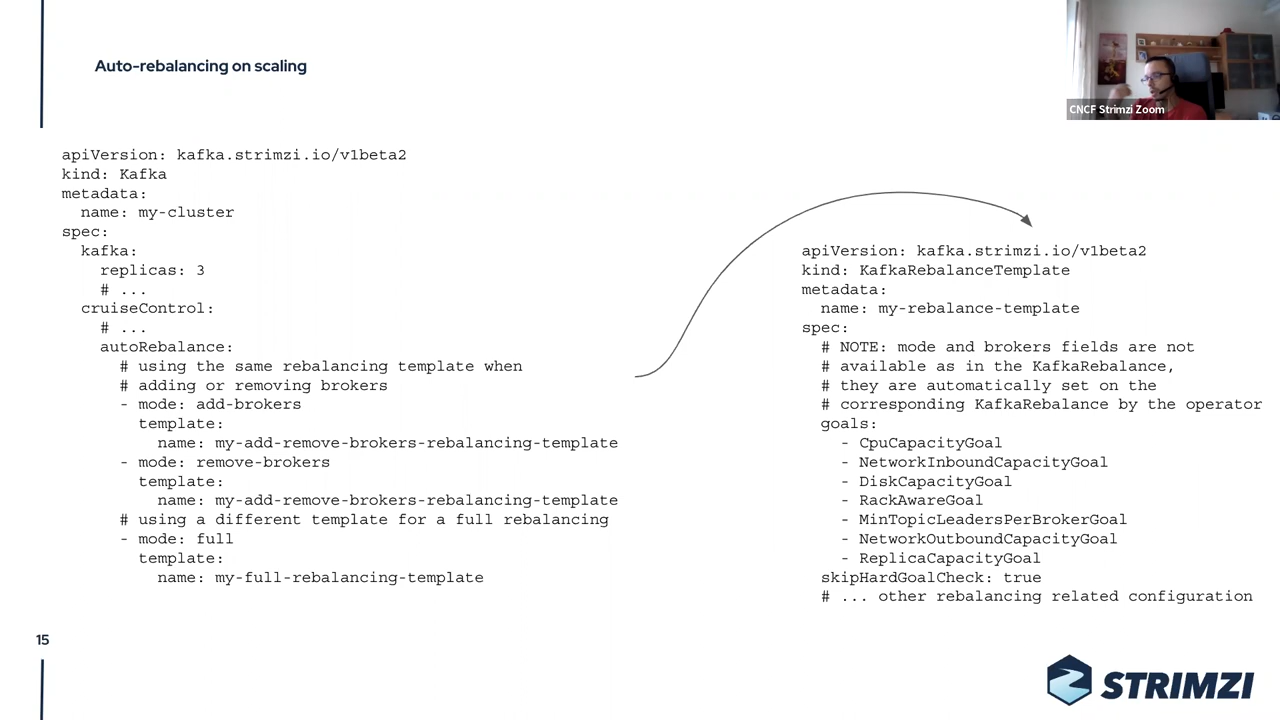 Auto-rebalancing on scaling
CNCF Strimzi Zoom
apiVersion: kafka.strimzi.io/v1beta2
kind: Kafka
metadata:
  name: my-cluster
spec:
  kafka:
    replicas: 3
    # ...
  cruiseControl:
    # ...
    autoRebalance:
      # using the same rebalancing template when
      # adding or removing brokers
      - mode: add-brokers
        template:
          name: my-add-remove-brokers-rebalancing-template
      - mode: remove-brokers
        template:
          name: my-add-remove-brokers-rebalancing-template
      # using a different template for a full rebalancing
      - mode: full
        template:
          name: my-full-rebalancing-template
apiVersion: kafka.strimzi.io/v1beta2
kind: KafkaRebalanceTemplate
metadata:
  name: my-rebalance-template
spec:
  # NOTE: mode and brokers fields are not
  # available as in the KafkaRebalance,
  # they are automatically set on the
  # corresponding KafkaRebalance by the operator
  goals:
    - CpuCapacityGoal
    - NetworkInboundCapacityGoal
    - DiskCapacityGoal
    - RackAwareGoal
    - MinTopicLeadersPerBrokerGoal
    - NetworkOutboundCapacityGoal
    - ReplicaCapacityGoal
  skipHardGoalCheck: true
  # ... other rebalancing related configuration
15
STRIMZI